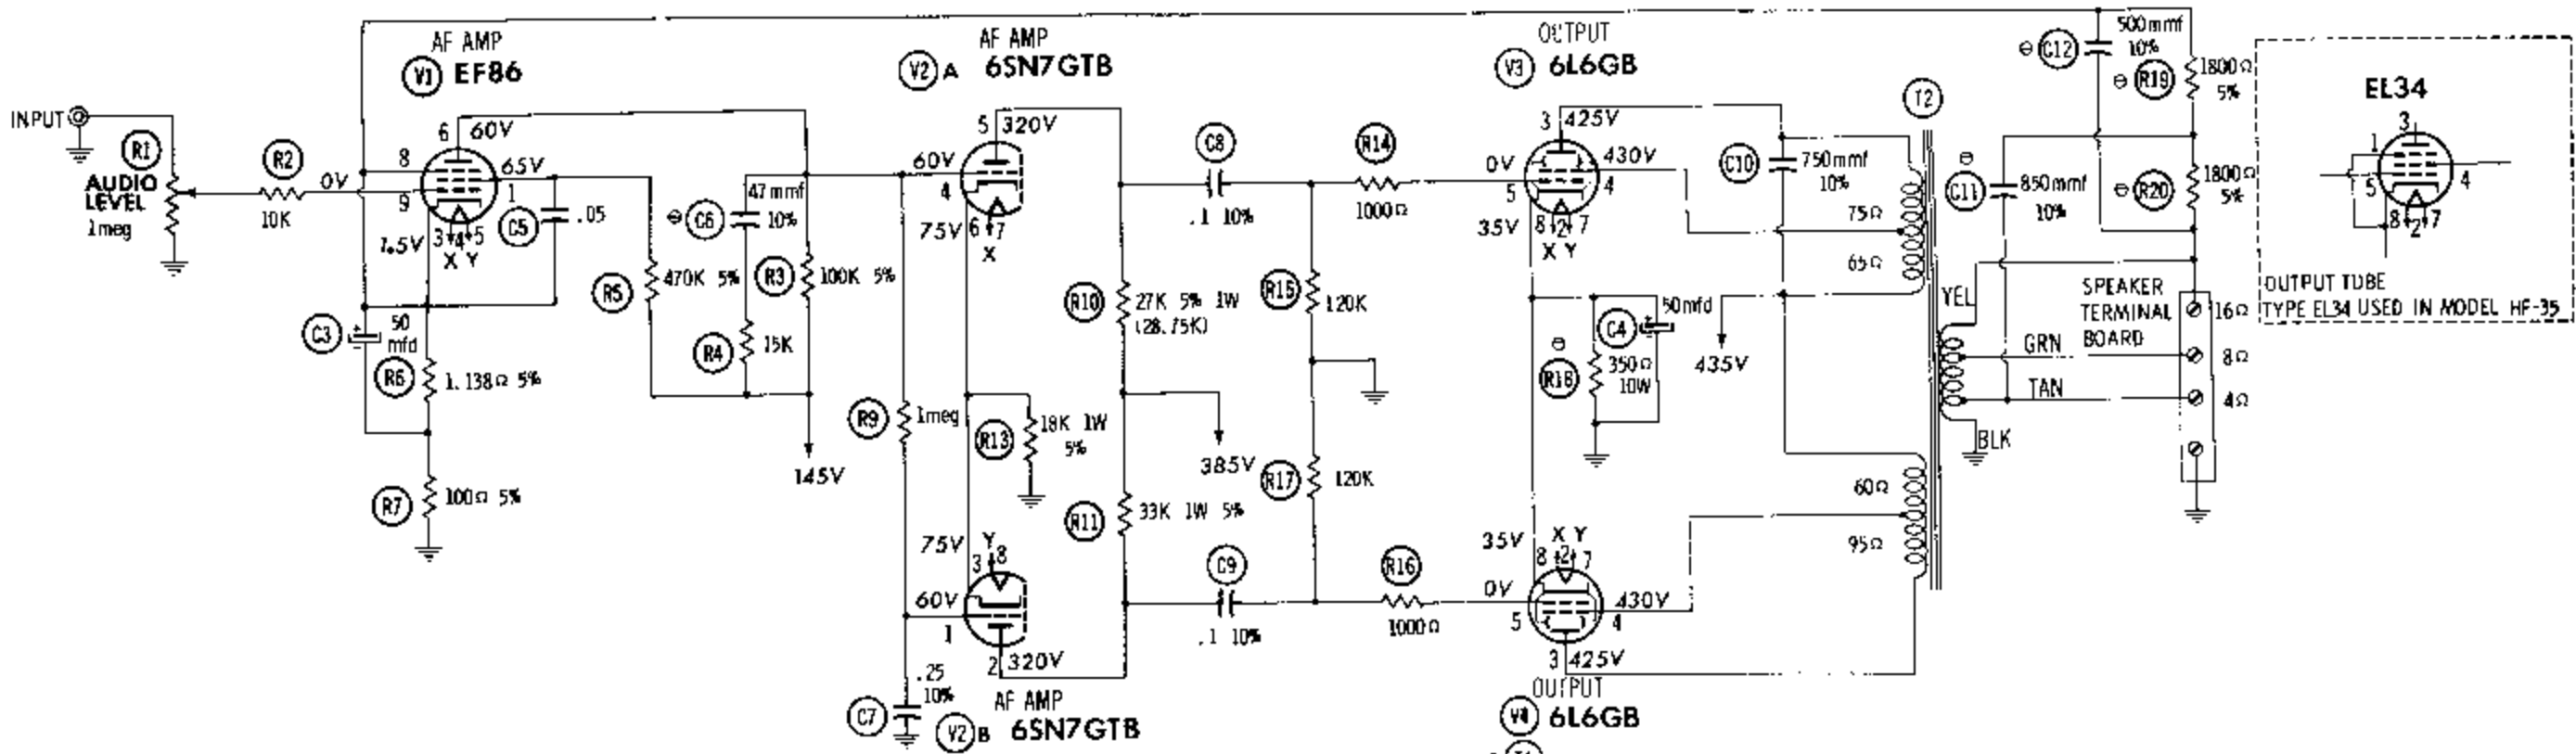 AF AMP
V1 EF86
AF AMP
V2 A 6SN7GTB
OUTPUT
V3 6L6GB
T2
500mmf
10%
⊖ C12
⊖ R19
1800Ω
5%
EL34
3
1
5
4
8 2 7
OUTPUT TUBE
TYPE EL34 USED IN MODEL HF-35
INPUT
R1
AUDIO
LEVEL
1meg
R2
10K
0V
6 60V
8
9
65V
1
1.5V
3 4 5
X Y
C5
.05
C3
+
50
mfd
R6
1.138Ω 5%
R7
100Ω 5%
R5
470K 5%
47 mmf
10%
⊖ C6
R4
15K
R3
100K 5%
145V
60V
4
5 320V
75V
6 7
X
R9
1meg
R13
18K 1W
5%
75V
Y
3 8
60V
1
2 320V
.25
10%
C7
V2 B 6SN7GTB
AF AMP
C8
.1 10%
R10
27K 5% 1W
(28.75K)
385V
R11
33K 1W 5%
C9
.1 10%
R14
1000Ω
R15
120K
R17
120K
R16
1000Ω
3 425V
0V
5
430V
4
35V
8 2 7
X Y
⊖
R18
350Ω
10W
C4
+
50mfd
435V
35V
X Y
8 2 7
0V
5
430V
4
3 425V
OUTPUT
V4 6L6GB
C10
750mmf
10%
75Ω
65Ω
60Ω
95Ω
⊖
C11
850mmf
10%
⊖ R20
1800Ω
5%
YEL
GRN
TAN
BLK
SPEAKER
TERMINAL
BOARD
16Ω
8Ω
4Ω